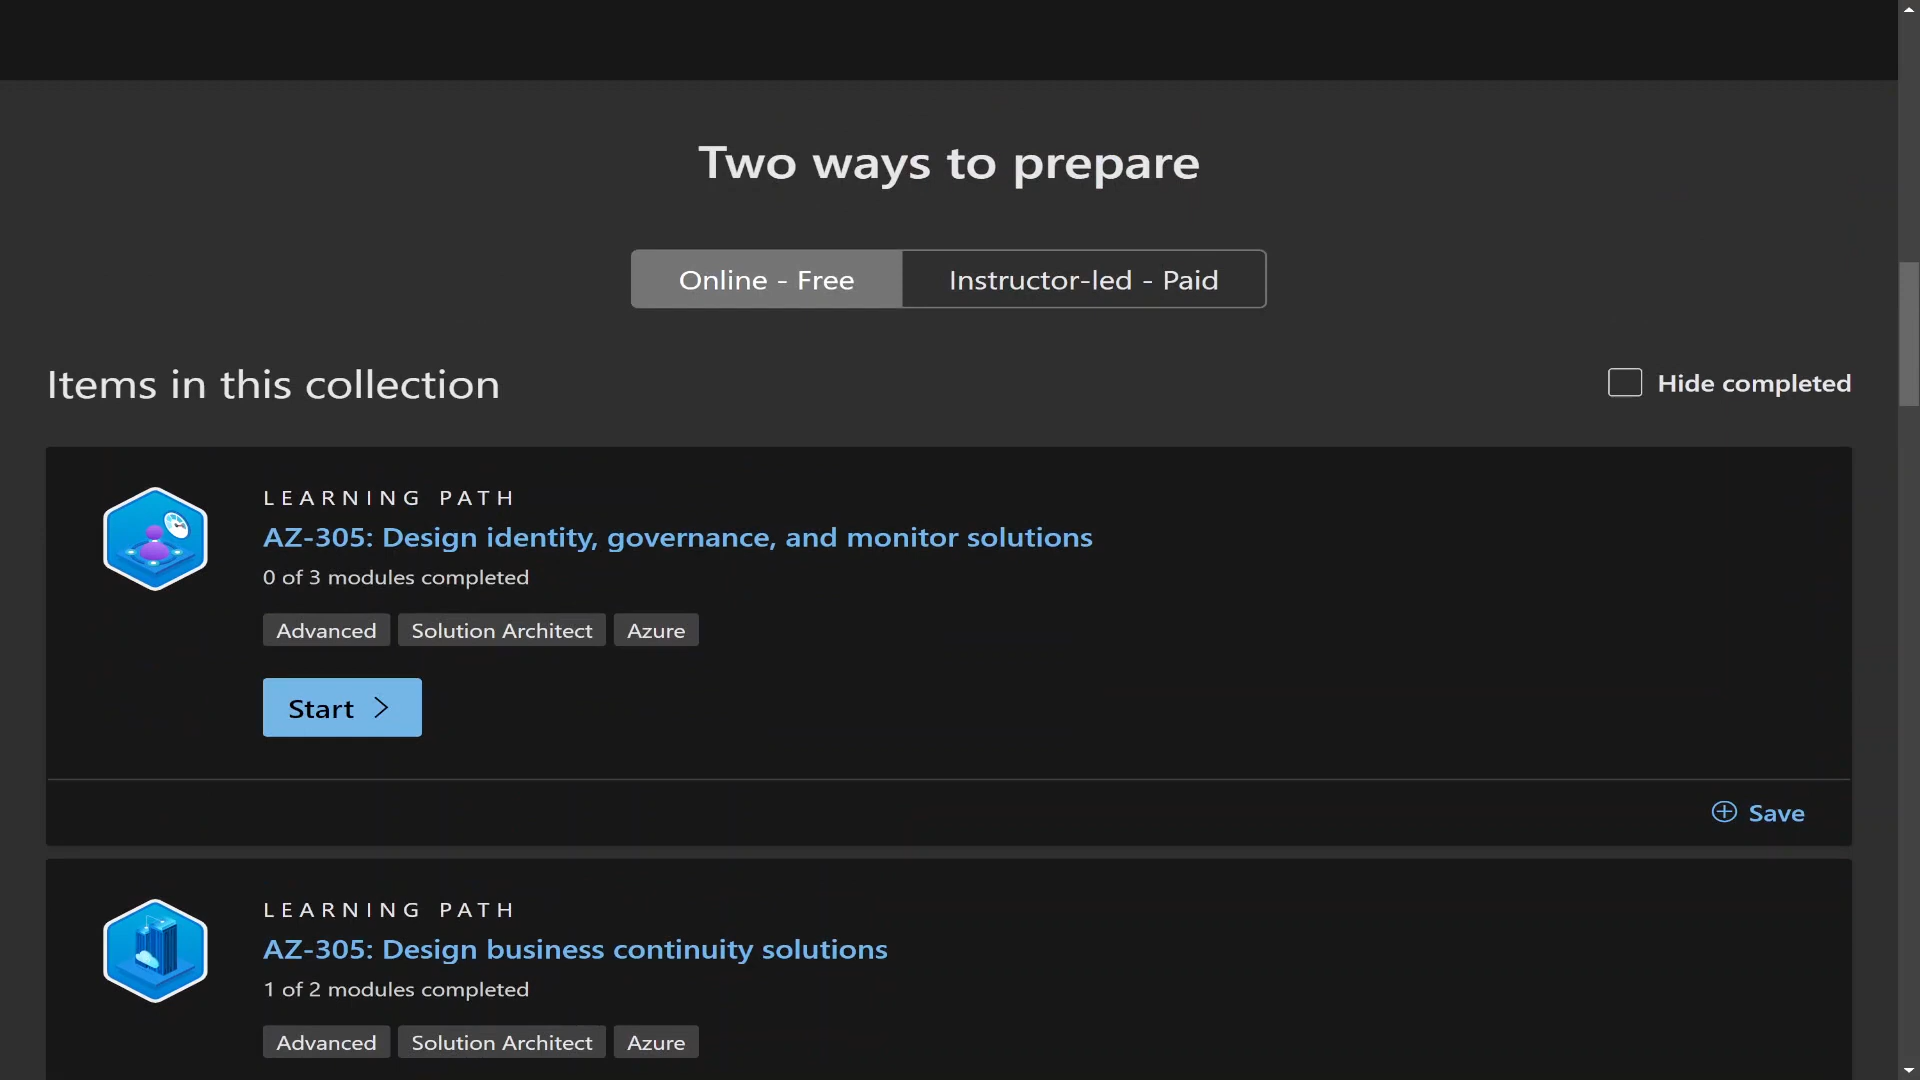 Two ways to prepare
Online - Free
Instructor-led - Paid
Items in this collection
Hide completed
LEARNING PATH
AZ-305: Design identity, governance, and monitor solutions
0 of 3 modules completed
Advanced
Solution Architect
Azure
Start
Save
LEARNING PATH
AZ-305: Design business continuity solutions
1 of 2 modules completed
Advanced
Solution Architect
Azure